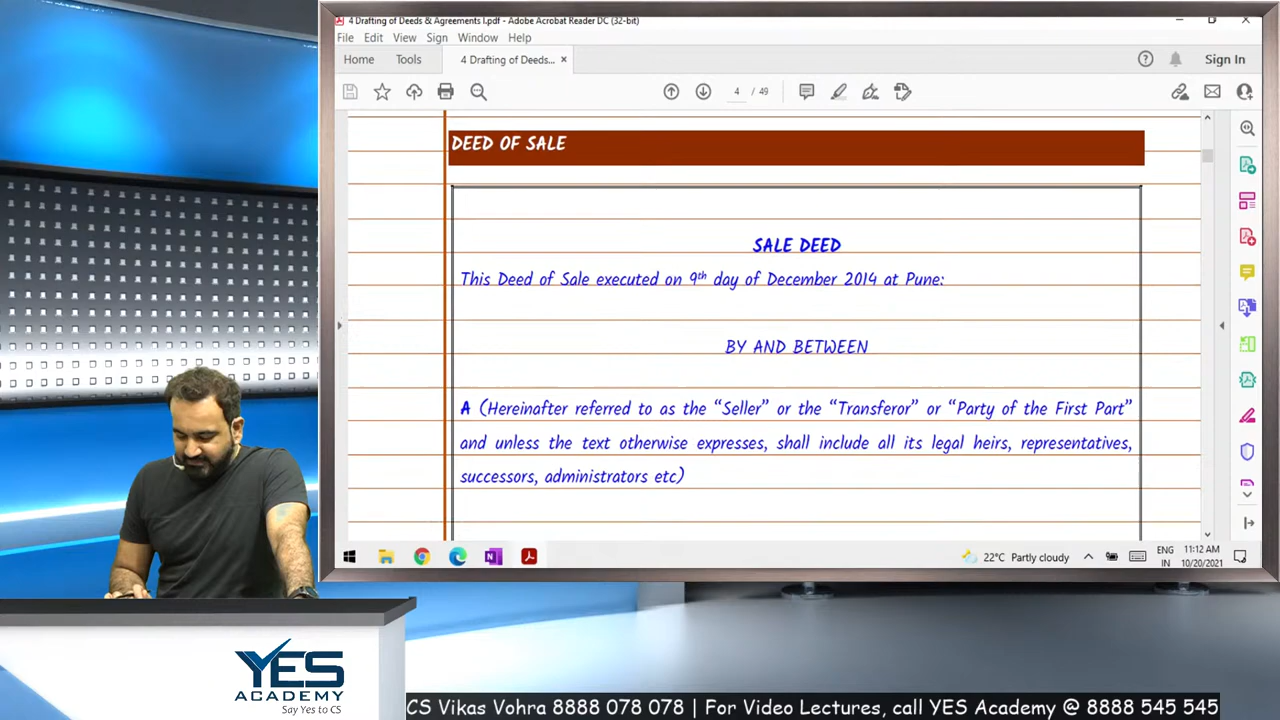 4 Drafting of Deeds & Agreements I.pdf - Adobe Acrobat Reader DC (32-bit)
File Edit View Sign Window Help
Home Tools 4 Drafting of Deeds... × Sign In
4 / 49
DEED OF SALE
SALE DEED
This Deed of Sale executed on 9th day of December 2014 at Pune:
BY AND BETWEEN
A (Hereinafter referred to as the “Seller” or the “Transferor” or “Party of the First Part”
and unless the text otherwise expresses, shall include all its legal heirs, representatives,
successors, administrators etc)
22°C Partly cloudy
ENG
IN
11:12 AM
10/20/2021
YES
ACADEMY
Say Yes to CS
CS Vikas Vohra 8888 078 078 | For Video Lectures, call YES Academy @ 8888 545 545